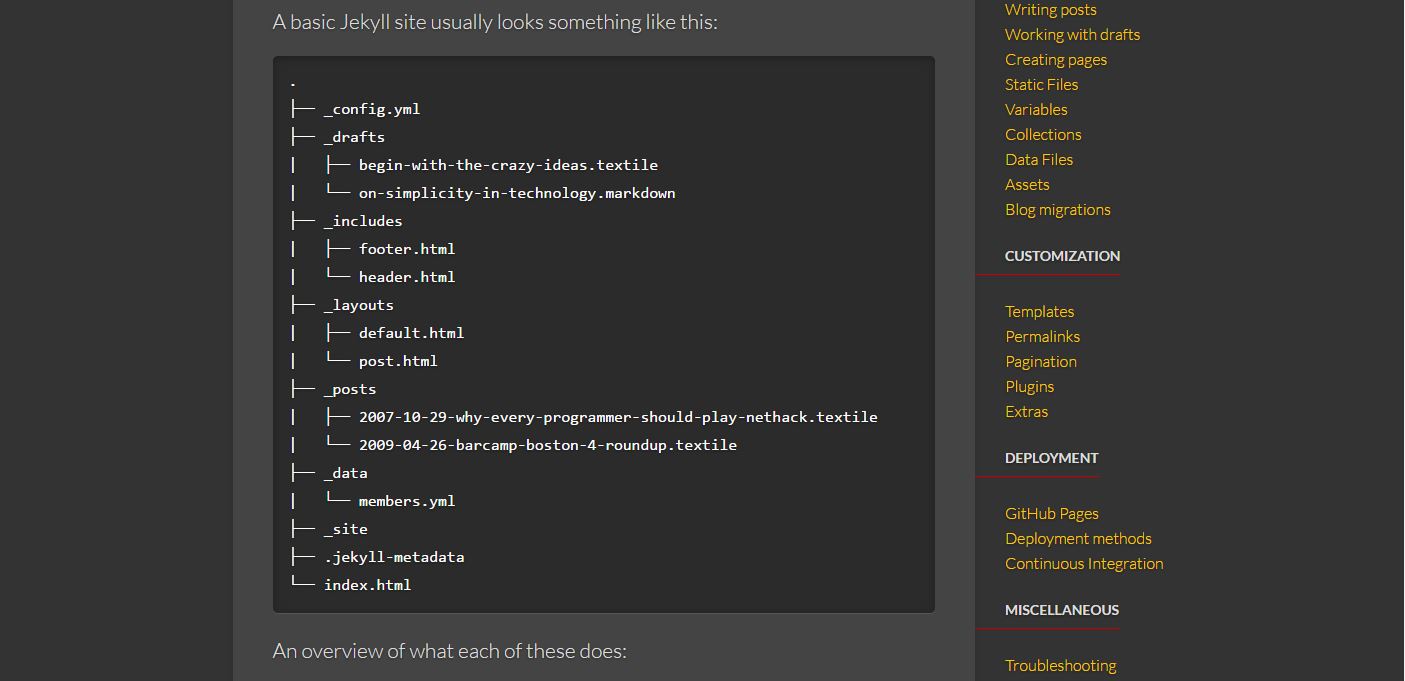 A basic Jekyll site usually looks something like this:
.
├── _config.yml
├── _drafts
|   ├── begin-with-the-crazy-ideas.textile
|   └── on-simplicity-in-technology.markdown
├── _includes
|   ├── footer.html
|   └── header.html
├── _layouts
|   ├── default.html
|   └── post.html
├── _posts
|   ├── 2007-10-29-why-every-programmer-should-play-nethack.textile
|   └── 2009-04-26-barcamp-boston-4-roundup.textile
├── _data
|   └── members.yml
├── _site
├── .jekyll-metadata
└── index.html
An overview of what each of these does:
Writing posts
Working with drafts
Creating pages
Static Files
Variables
Collections
Data Files
Assets
Blog migrations
CUSTOMIZATION
Templates
Permalinks
Pagination
Plugins
Extras
DEPLOYMENT
GitHub Pages
Deployment methods
Continuous Integration
MISCELLANEOUS
Troubleshooting